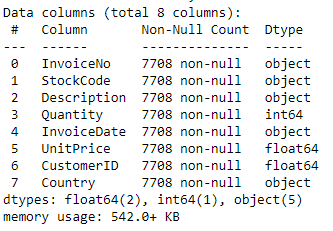 Data columns (total 8 columns):
 #   Column       Non-Null Count  Dtype
---  ------       --------------  -----
 0   InvoiceNo    7708 non-null   object
 1   StockCode    7708 non-null   object
 2   Description  7708 non-null   object
 3   Quantity     7708 non-null   int64
 4   InvoiceDate  7708 non-null   object
 5   UnitPrice    7708 non-null   float64
 6   CustomerID   7708 non-null   float64
 7   Country      7708 non-null   object
dtypes: float64(2), int64(1), object(5)
memory usage: 542.0+ KB